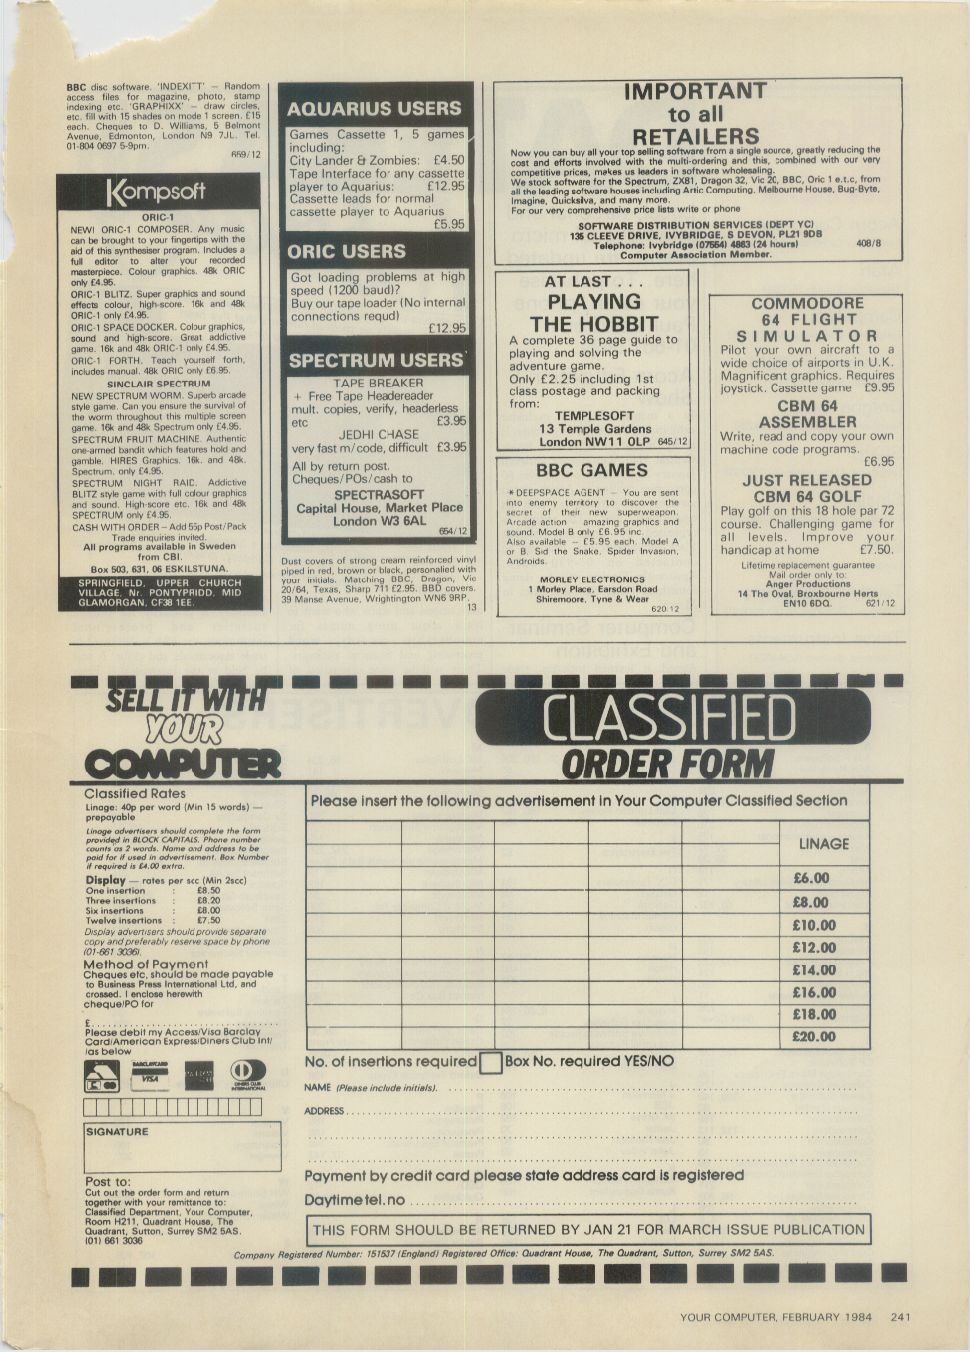 BBC disc software. 'INDEXIT' — Random
access files for magazine, photo, stamp
indexing etc. 'GRAPHIXX' — draw circles,
etc. fill with 15 shades on mode 1 screen. £15
each. Cheques to D. Williams, 5 Belmont
Avenue, Edmonton, London N9 7JL. Tel.
01-804 0697 5-9pm.
659/12
Kompsoft
ORIC-1
NEW! ORIC-1 COMPOSER. Any music
can be brought to your fingertips with the
aid of this synthesiser program. Includes a
full editor to alter your recorded
masterpiece. Colour graphics. 48k ORIC
only £4.95.
ORIC-1 BLITZ. Super graphics and sound
effects colour, high-score. 16k and 48k
ORIC-1 only £4.95.
ORIC-1 SPACE DOCKER. Colour graphics,
sound and high-score. Great addictive
game. 16k and 48k ORIC-1 only £4.95.
ORIC-1 FORTH. Teach yourself forth,
includes manual. 48k ORIC only £6.95.
SINCLAIR SPECTRUM
NEW SPECTRUM WORM. Superb arcade
style game. Can you ensure the survival of
the worm throughout this multiple screen
game. 16k and 48k Spectrum only £4.95.
SPECTRUM FRUIT MACHINE. Authentic
one-armed bandit which features hold and
gamble. HIRES Graphics. 16k. and 48k.
Spectrum. only £4.95.
SPECTRUM NIGHT RAID. Addictive
BLITZ style game with full colour graphics
and sound. High-score etc. 16k and 48k
SPECTRUM only £4.95.
CASH WITH ORDER – Add 55p Post/Pack
Trade enquiries invited.
All programs available in Sweden
from CBI.
Box 503, 631, 06 ESKILSTUNA.
SPRINGFIELD, UPPER CHURCH
VILLAGE, Nr. PONTYPRIDD, MID
GLAMORGAN, CF38 1EE.
AQUARIUS USERS
Games Cassette 1, 5 games
including:
City Lander & Zombies: £4.50
Tape Interface for any cassette
player to Aquarius: £12.95
Cassette leads for normal
cassette player to Aquarius
£5.95
ORIC USERS
Got loading problems at high
speed (1200 baud)?
Buy our tape loader (No internal
connections requd)
£12.95
SPECTRUM USERS
TAPE BREAKER
+ Free Tape Headereader
mult. copies, verify, headerless
etc £3.95
JEDHI CHASE
very fast m/code, difficult £3.95
All by return post.
Cheques/POs/cash to
SPECTRASOFT
Capital House, Market Place
London W3 6AL
654/12
Dust covers of strong cream reinforced vinyl
piped in red, brown or black, personalied with
your initials. Matching BBC, Dragon, Vic
20/64, Texas, Sharp 711 £2.95. BBD covers.
39 Manse Avenue, Wrightington WN6 9RP.
13
IMPORTANT
to all
RETAILERS
Now you can buy all your top selling software from a single source, greatly reducing the
cost and efforts involved with the multi-ordering and this, combined with our very
competitive prices, makes us leaders in software wholesaling.
We stock software for the Spectrum, ZX81, Dragon 32, Vic 20, BBC, Oric 1 e.t.c, from
all the leading software houses including Artic Computing, Melbourne House, Bug-Byte,
Imagine, Quicksilva, and many more.
For our very comprehensive price lists write or phone
SOFTWARE DISTRIBUTION SERVICES (DEPT YC)
135 CLEEVE DRIVE, IVYBRIDGE, S DEVON, PL21 9DB
Telephone: Ivybridge (07554) 4863 (24 hours) 408/8
Computer Association Member.
AT LAST . . .
PLAYING
THE HOBBIT
A complete 36 page guide to
playing and solving the
adventure game.
Only £2.25 including 1st
class postage and packing
from:
TEMPLESOFT
13 Temple Gardens
London NW11 OLP 645/12
BBC GAMES
* DEEPSPACE AGENT – You are sent
into enemy territory to discover the
secret of their new superweapon.
Arcade action amazing graphics and
sound. Model B only £6.95 inc.
Also available – £5.95 each. Model A
or B. Sid the Snake, Spider Invasion,
Androids.
MORLEY ELECTRONICS
1 Morley Place, Earsdon Road
Shiremoore, Tyne & Wear
620 12
COMMODORE
64 FLIGHT
SIMULATOR
Pilot your own aircraft to a
wide choice of airports in U.K.
Magnificent graphics. Requires
joystick. Cassette game £9.95
CBM 64
ASSEMBLER
Write, read and copy your own
machine code programs.
£6.95
JUST RELEASED
CBM 64 GOLF
Play golf on this 18 hole par 72
course. Challenging game for
all levels. Improve your
handicap at home £7.50.
Lifetime replacement guarantee
Mail order only to:
Anger Productions
14 The Oval, Broxbourne Herts
EN10 6DQ. 621/12
SELL IT WITH
YOUR
COMPUTER
CLASSIFIED
ORDER FORM
Classified Rates
Linage: 40p per word (Min 15 words) —
prepayable
Linage advertisers should complete the form
provided in BLOCK CAPITALS. Phone number
counts as 2 words. Name and address to be
paid for if used in advertisement. Box Number
if required is £4.00 extra.
Display — rates per scc (Min 2scc)
One insertion : £8.50
Three insertions : £8.20
Six insertions : £8.00
Twelve insertions : £7.50
Display advertisers should provide separate
copy and preferably reserve space by phone
(01-661 3036).
Method of Payment
Cheques etc, should be made payable
to Business Press International Ltd, and
crossed. I enclose herewith
cheque/PO for
£..............................
Please debit my Access/Visa Barclay
Card/American Express/Diners Club Int/
/as below
BARCLAYCARD
VISA
DINERS CLUB
INTERNATIONAL
SIGNATURE
Post to:
Cut out the order form and return
together with your remittance to:
Classified Department, Your Computer,
Room H211, Quadrant House, The
Quadrant, Sutton, Surrey SM2 5AS.
(01) 661 3036
Please insert the following advertisement in Your Computer Classified Section
LINAGE
£6.00
£8.00
£10.00
£12.00
£14.00
£16.00
£18.00
£20.00
No. of insertions required Box No. required YES/NO
NAME (Please include initials).
ADDRESS
Payment by credit card please state address card is registered
Daytime tel. no
THIS FORM SHOULD BE RETURNED BY JAN 21 FOR MARCH ISSUE PUBLICATION
Company Registered Number: 151537 (England) Registered Office: Quadrant House, The Quadrant, Sutton, Surrey SM2 5AS.
YOUR COMPUTER, FEBRUARY 1984 241